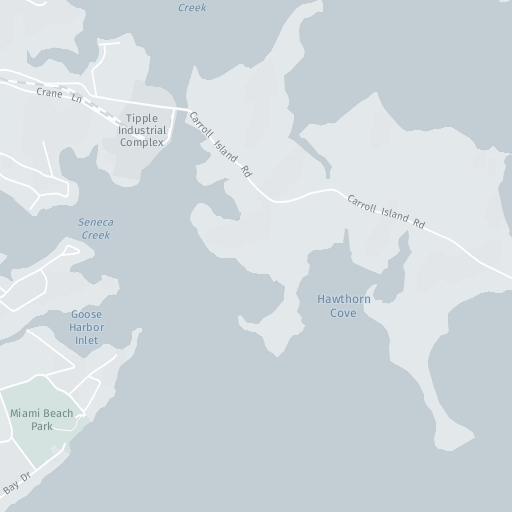 Creek
Crane Ln
Tipple
Industrial
Complex
Carroll Island Rd
Carroll Island Rd
Seneca
Creek
Hawthorn
Cove
Goose
Harbor
Inlet
Miami Beach
Park
Bay Dr